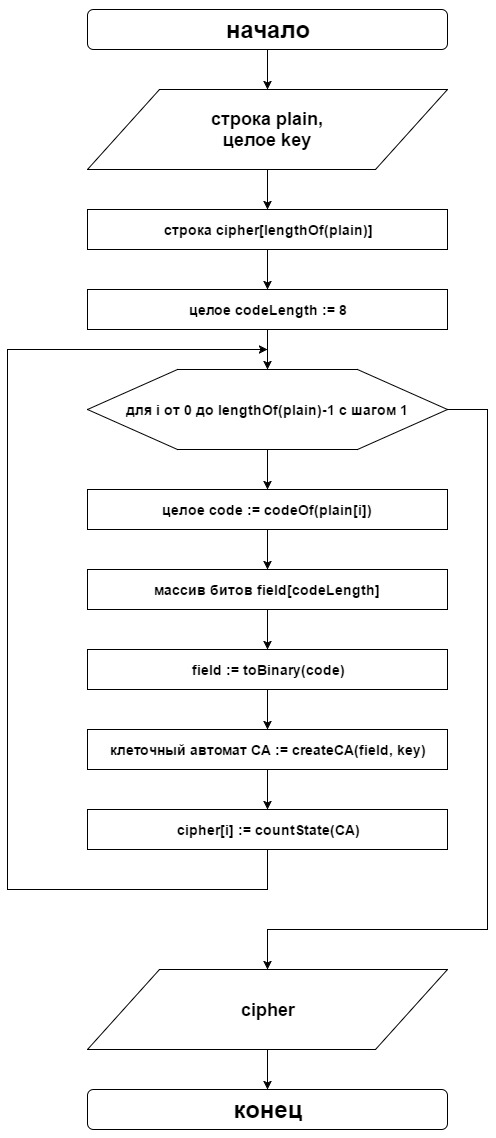 начало
строка plain,
целое key
строка cipher[lengthOf(plain)]
целое codeLength := 8
для i от 0 до lengthOf(plain)-1 с шагом 1
целое code := codeOf(plain[i])
массив битов field[codeLength]
field := toBinary(code)
клеточный автомат CA := createCA(field, key)
cipher[i] := countState(CA)
cipher
конец